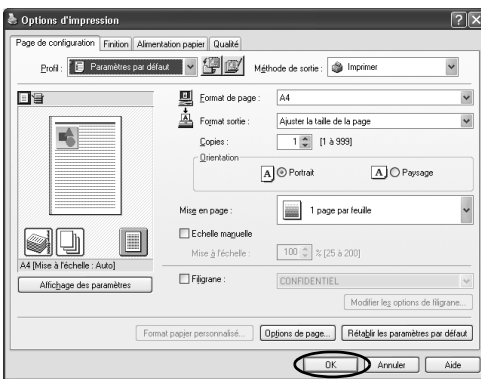 Options d'impression
Page de configuration Finition Alimentation papier Qualité
Profil : Paramètres par défaut Méthode de sortie : Imprimer
Format de page : A4
Format sortie : Ajuster la taille de la page
Copies : 1 [1 à 999]
Orientation
A Portrait A Paysage
Mise en page : 1 page par feuille
Echelle manuelle
Mise à l'échelle : 100 % [25 à 200]
A4 [Mise à l'échelle : Auto]
Affichage des paramètres
Filigrane : CONFIDENTIEL
Modifier les options de filigrane...
Format papier personnalisé... Options de page... Rétablir les paramètres par défaut
OK Annuler Aide